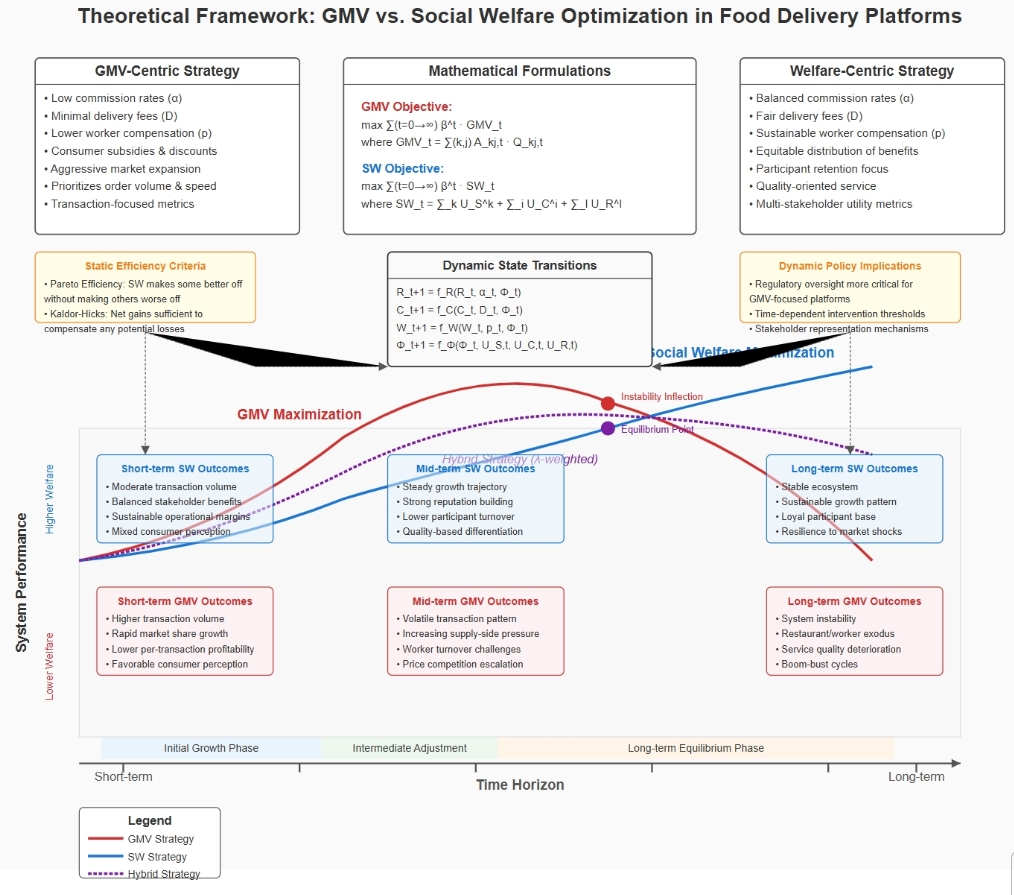 Theoretical Framework: GMV vs. Social Welfare Optimization in Food Delivery Platforms
GMV-Centric Strategy
• Low commission rates (α)
• Minimal delivery fees (D)
• Lower worker compensation (p)
• Consumer subsidies & discounts
• Aggressive market expansion
• Prioritizes order volume & speed
• Transaction-focused metrics
Mathematical Formulations
GMV Objective:
max ∑(t=0→∞) β^t · GMV_t
where GMV_t = ∑(k,j) A_kj,t · Q_kj,t
SW Objective:
max ∑(t=0→∞) β^t · SW_t
where SW_t = ∑_k U_S^k + ∑_i U_C^i + ∑_l U_R^l
Welfare-Centric Strategy
• Balanced commission rates (α)
• Fair delivery fees (D)
• Sustainable worker compensation (p)
• Equitable distribution of benefits
• Participant retention focus
• Quality-oriented service
• Multi-stakeholder utility metrics
Static Efficiency Criteria
• Pareto Efficiency: SW makes some better off
without making others worse off
• Kaldor-Hicks: Net gains sufficient to
compensate any potential losses
Dynamic State Transitions
R_t+1 = f_R(R_t, α_t, Φ_t)
C_t+1 = f_C(C_t, D_t, Φ_t)
W_t+1 = f_W(W_t, p_t, Φ_t)
Φ_t+1 = f_Φ(Φ_t, U_S,t, U_C,t, U_R,t)
Dynamic Policy Implications
• Regulatory oversight more critical for
GMV-focused platforms
• Time-dependent intervention thresholds
• Stakeholder representation mechanisms
Social Welfare Maximization
GMV Maximization
Instability Inflection
Equilibrium Point
Hybrid Strategy (λ-weighted)
System Performance
Higher Welfare
Lower Welfare
Short-term SW Outcomes
• Moderate transaction volume
• Balanced stakeholder benefits
• Sustainable operational margins
• Mixed consumer perception
Mid-term SW Outcomes
• Steady growth trajectory
• Strong reputation building
• Lower participant turnover
• Quality-based differentiation
Long-term SW Outcomes
• Stable ecosystem
• Sustainable growth pattern
• Loyal participant base
• Resilience to market shocks
Short-term GMV Outcomes
• Higher transaction volume
• Rapid market share growth
• Lower per-transaction profitability
• Favorable consumer perception
Mid-term GMV Outcomes
• Volatile transaction pattern
• Increasing supply-side pressure
• Worker turnover challenges
• Price competition escalation
Long-term GMV Outcomes
• System instability
• Restaurant/worker exodus
• Service quality deterioration
• Boom-bust cycles
Initial Growth Phase
Intermediate Adjustment
Long-term Equilibrium Phase
Short-term
Time Horizon
Long-term
Legend
GMV Strategy
SW Strategy
Hybrid Strategy